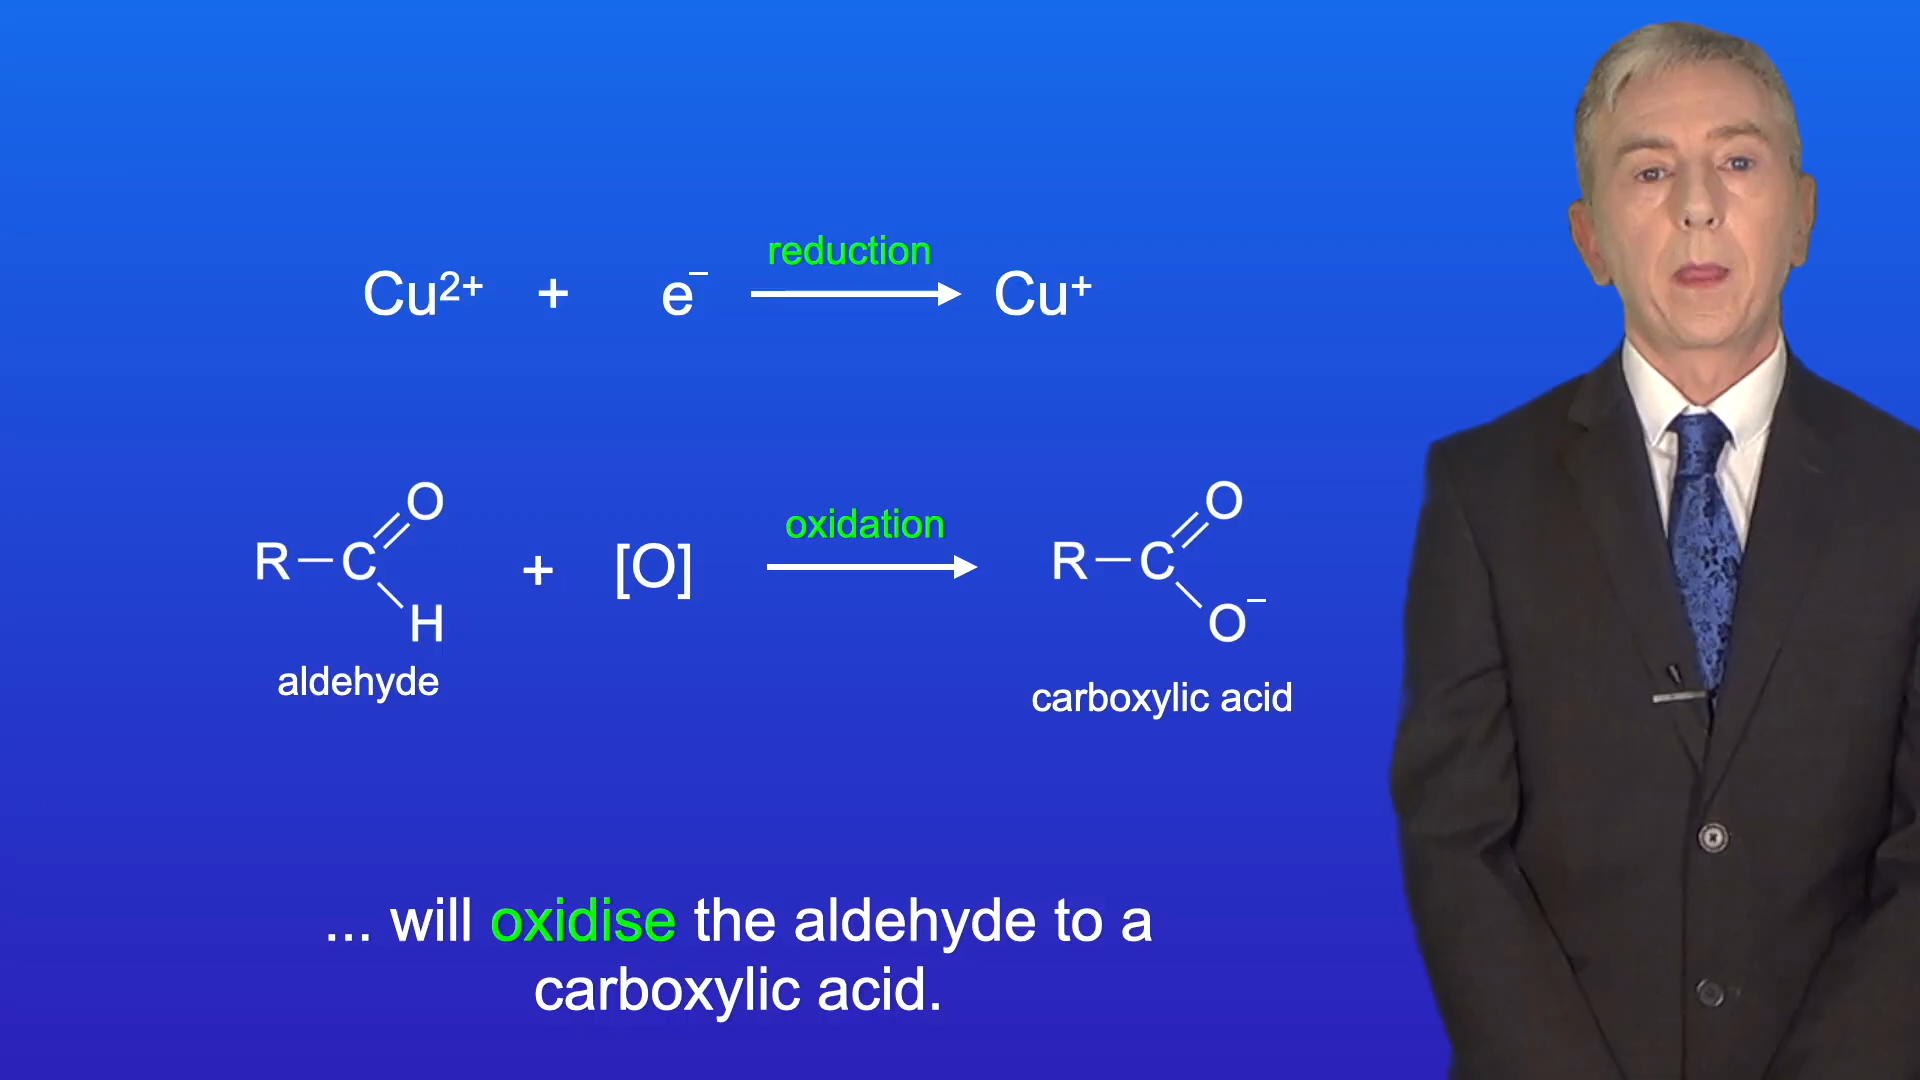 reduction
Cu²⁺ + e⁻ Cu⁺
oxidation
O
R–C
H
+ [O]
O
R–C
O⁻
aldehyde
carboxylic acid
... will oxidise the aldehyde to a
carboxylic acid.